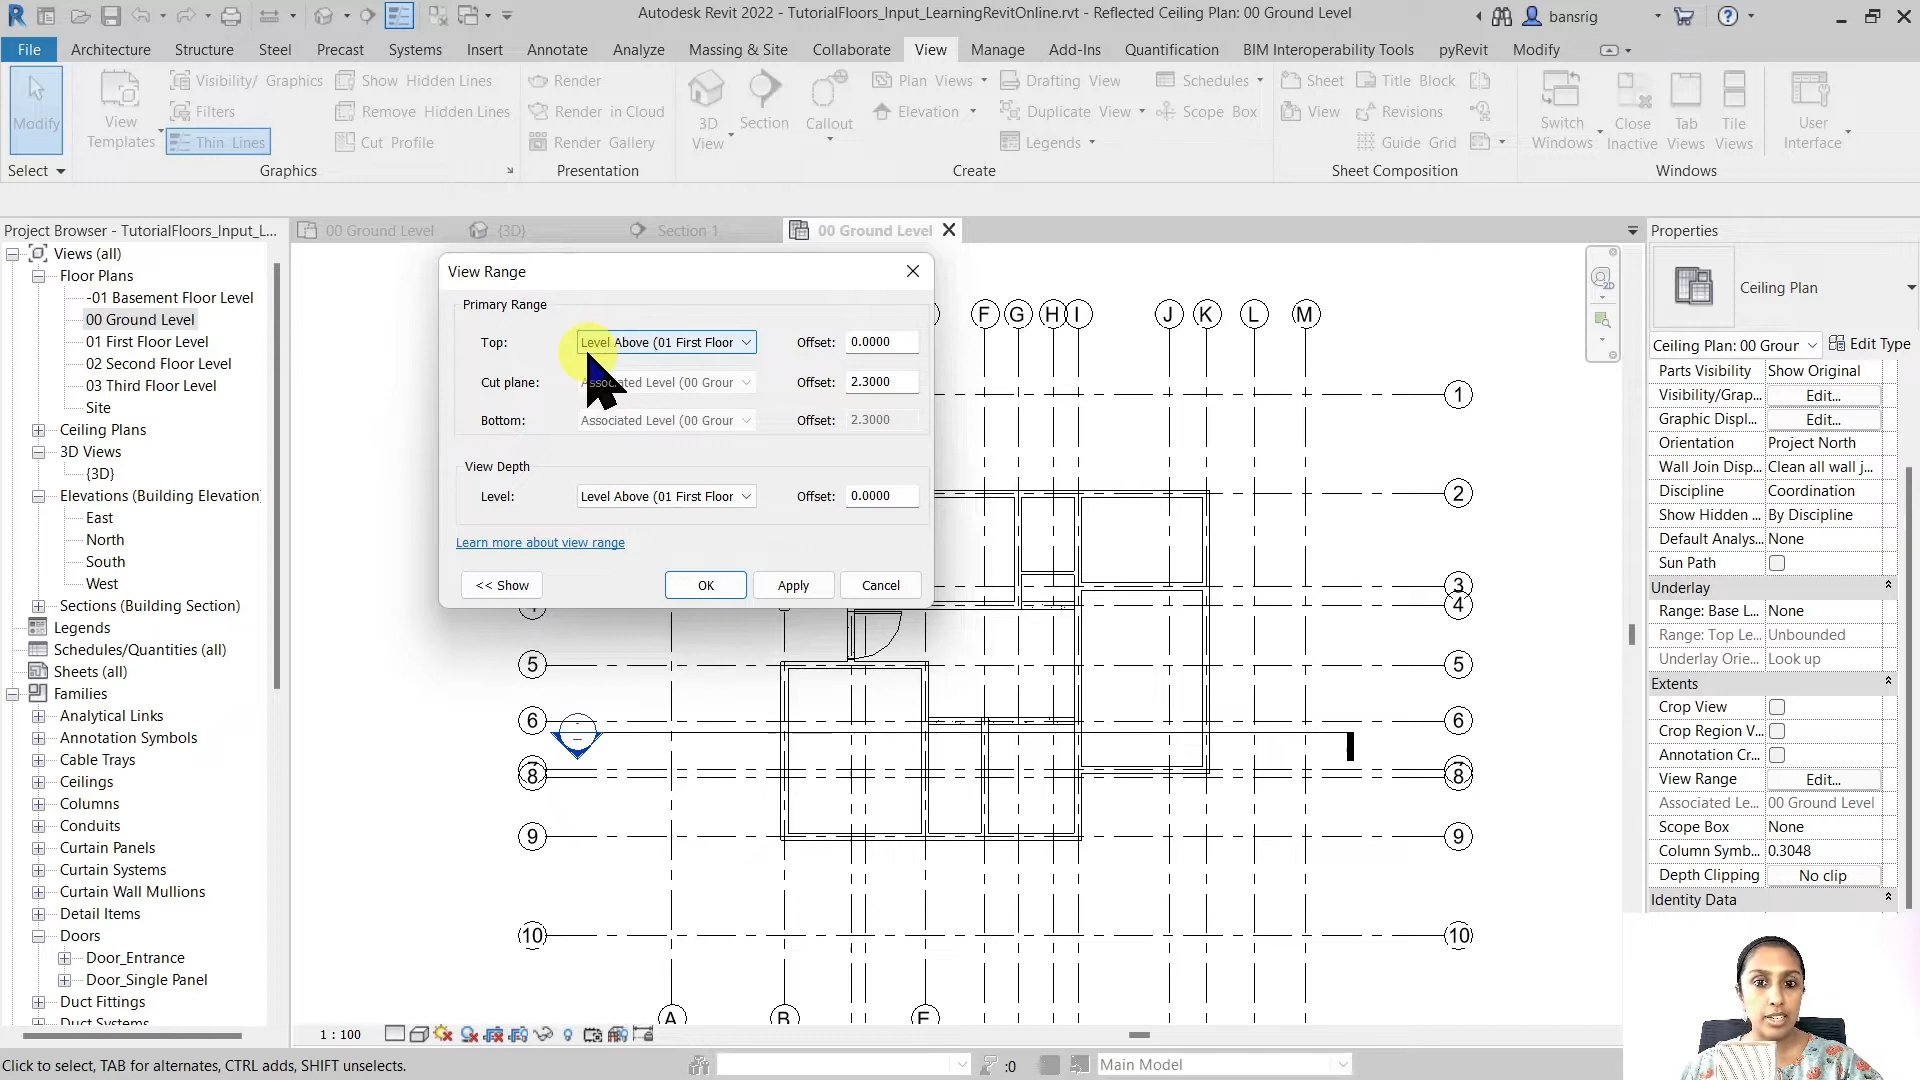 Autodesk Revit 2022 - TutorialFloors_Input_LearningRevitOnline.rvt - Reflected Ceiling Plan: 00 Ground Level
bansrig
File Architecture Structure Steel Precast Systems Insert Annotate Analyze Massing & Site Collaborate View Manage Add-Ins Quantification BIM Interoperability Tools pyRevit Modify
Modify
View Templates
Visibility/ Graphics
Filters
Thin Lines
Show Hidden Lines
Remove Hidden Lines
Cut Profile
Render
Render in Cloud
Render Gallery
3D View
Section
Callout
Plan Views
Elevation
Drafting View
Duplicate View
Legends
Schedules
Scope Box
Sheet
View
Title Block
Revisions
Guide Grid
Switch Windows
Close Inactive
Tab Views
Tile Views
User Interface
Select Graphics Presentation Create Sheet Composition Windows
Project Browser - TutorialFloors_Input_L...
00 Ground Level {3D} Section 1 00 Ground Level
Views (all)
Floor Plans
-01 Basement Floor Level
00 Ground Level
01 First Floor Level
02 Second Floor Level
03 Third Floor Level
Site
Ceiling Plans
3D Views
{3D}
Elevations (Building Elevation)
East
North
South
West
Sections (Building Section)
Legends
Schedules/Quantities (all)
Sheets (all)
Families
Analytical Links
Annotation Symbols
Cable Trays
Ceilings
Columns
Conduits
Curtain Panels
Curtain Systems
Curtain Wall Mullions
Detail Items
Doors
Door_Entrance
Door_Single Panel
Duct Fittings
Duct Systems
View Range
Primary Range
Top: Level Above (01 First Floor Offset: 0.0000
Cut plane: Associated Level (00 Grour Offset: 2.3000
Bottom: Associated Level (00 Grour Offset: 2.3000
View Depth
Level: Level Above (01 First Floor Offset: 0.0000
Learn more about view range
<< Show OK Apply Cancel
F G H I J K L M
1
2
3
4
5 5
6 6
8 8
9 9
10 10
A B E
Properties
Ceiling Plan
Ceiling Plan: 00 Grour Edit Type
Parts Visibility Show Original
Visibility/Grap... Edit...
Graphic Displ... Edit...
Orientation Project North
Wall Join Disp... Clean all wall j...
Discipline Coordination
Show Hidden ... By Discipline
Default Analys... None
Sun Path
Underlay
Range: Base L... None
Range: Top Le... Unbounded
Underlay Orie... Look up
Extents
Crop View
Crop Region V...
Annotation Cr...
View Range Edit...
Associated Le... 00 Ground Level
Scope Box None
Column Symb... 0.3048
Depth Clipping No clip
Identity Data
1 : 100
Click to select, TAB for alternates, CTRL adds, SHIFT unselects.
:0
Main Model